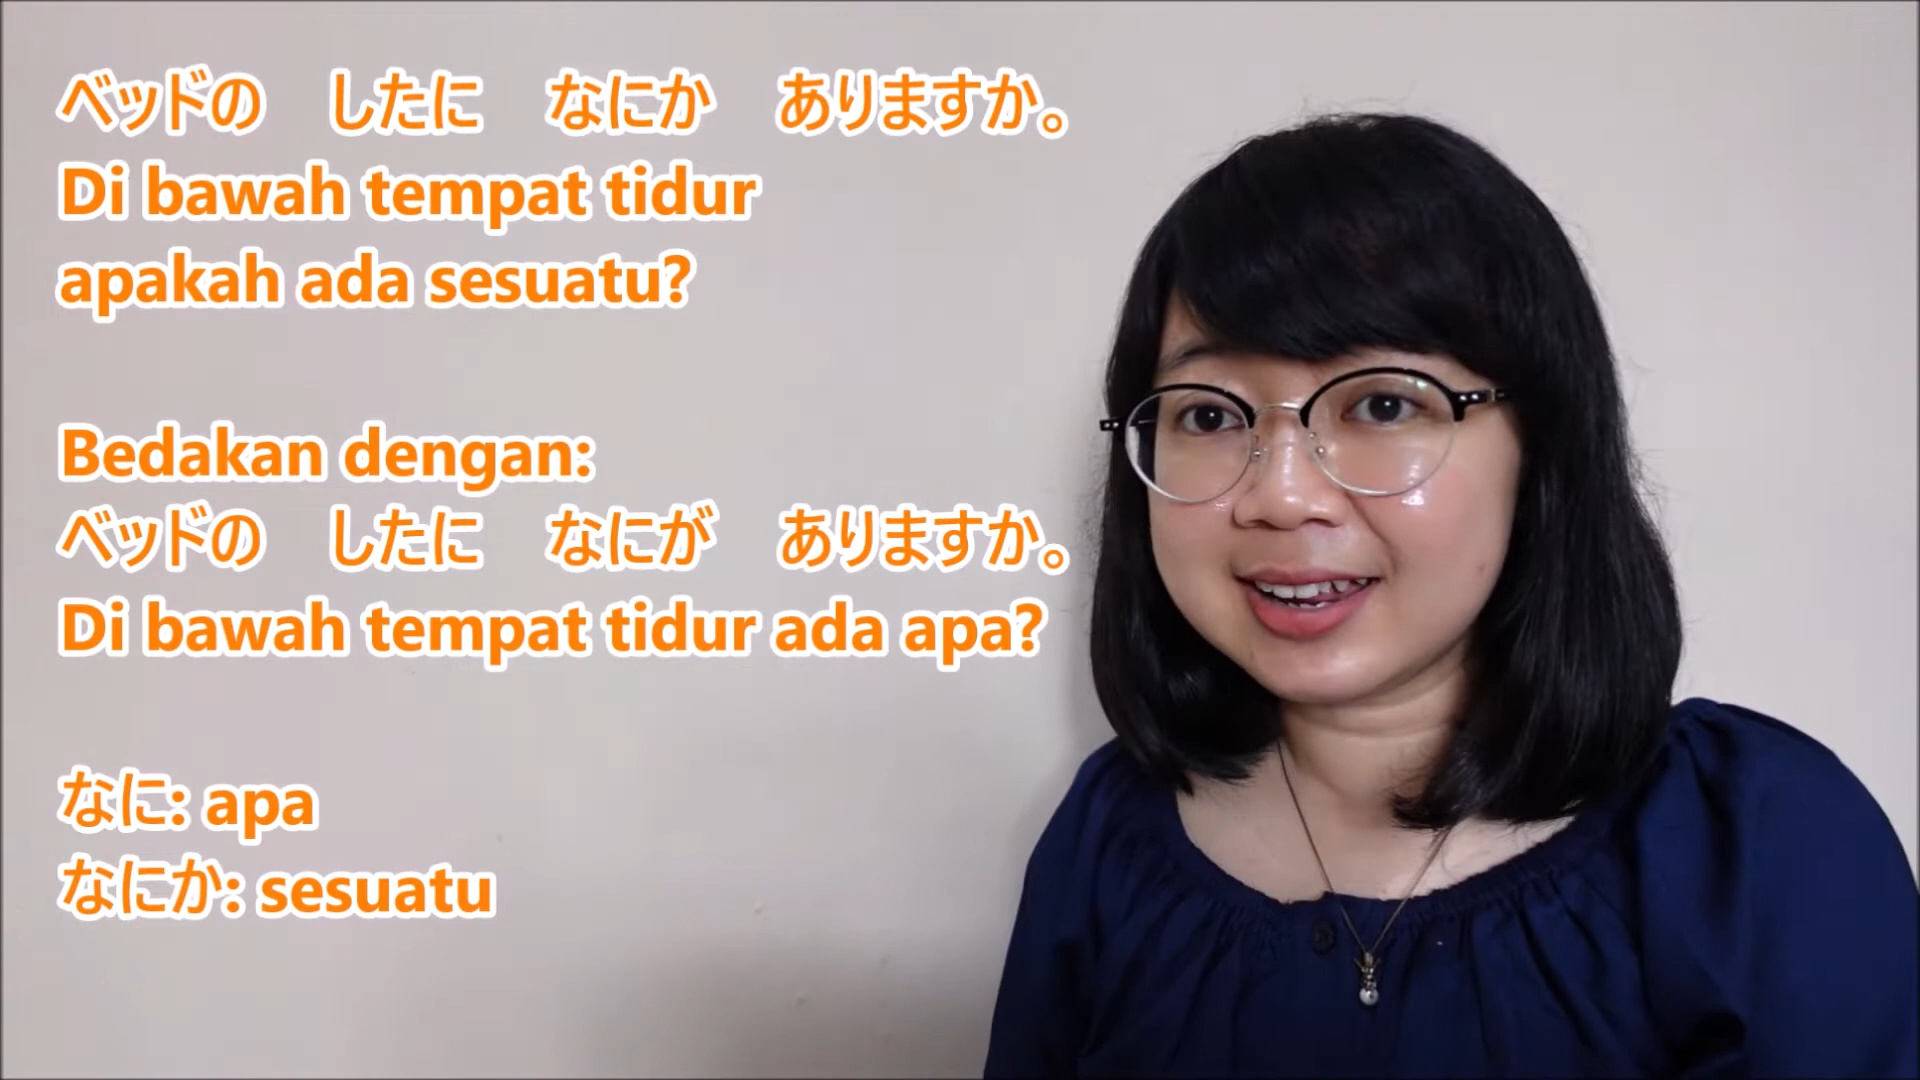 ベッドの　したに　なにか　ありますか。
Di bawah tempat tidur
apakah ada sesuatu?
Bedakan dengan:
ベッドの　したに　なにが　ありますか。
Di bawah tempat tidur ada apa?
なに: apa
なにか: sesuatu